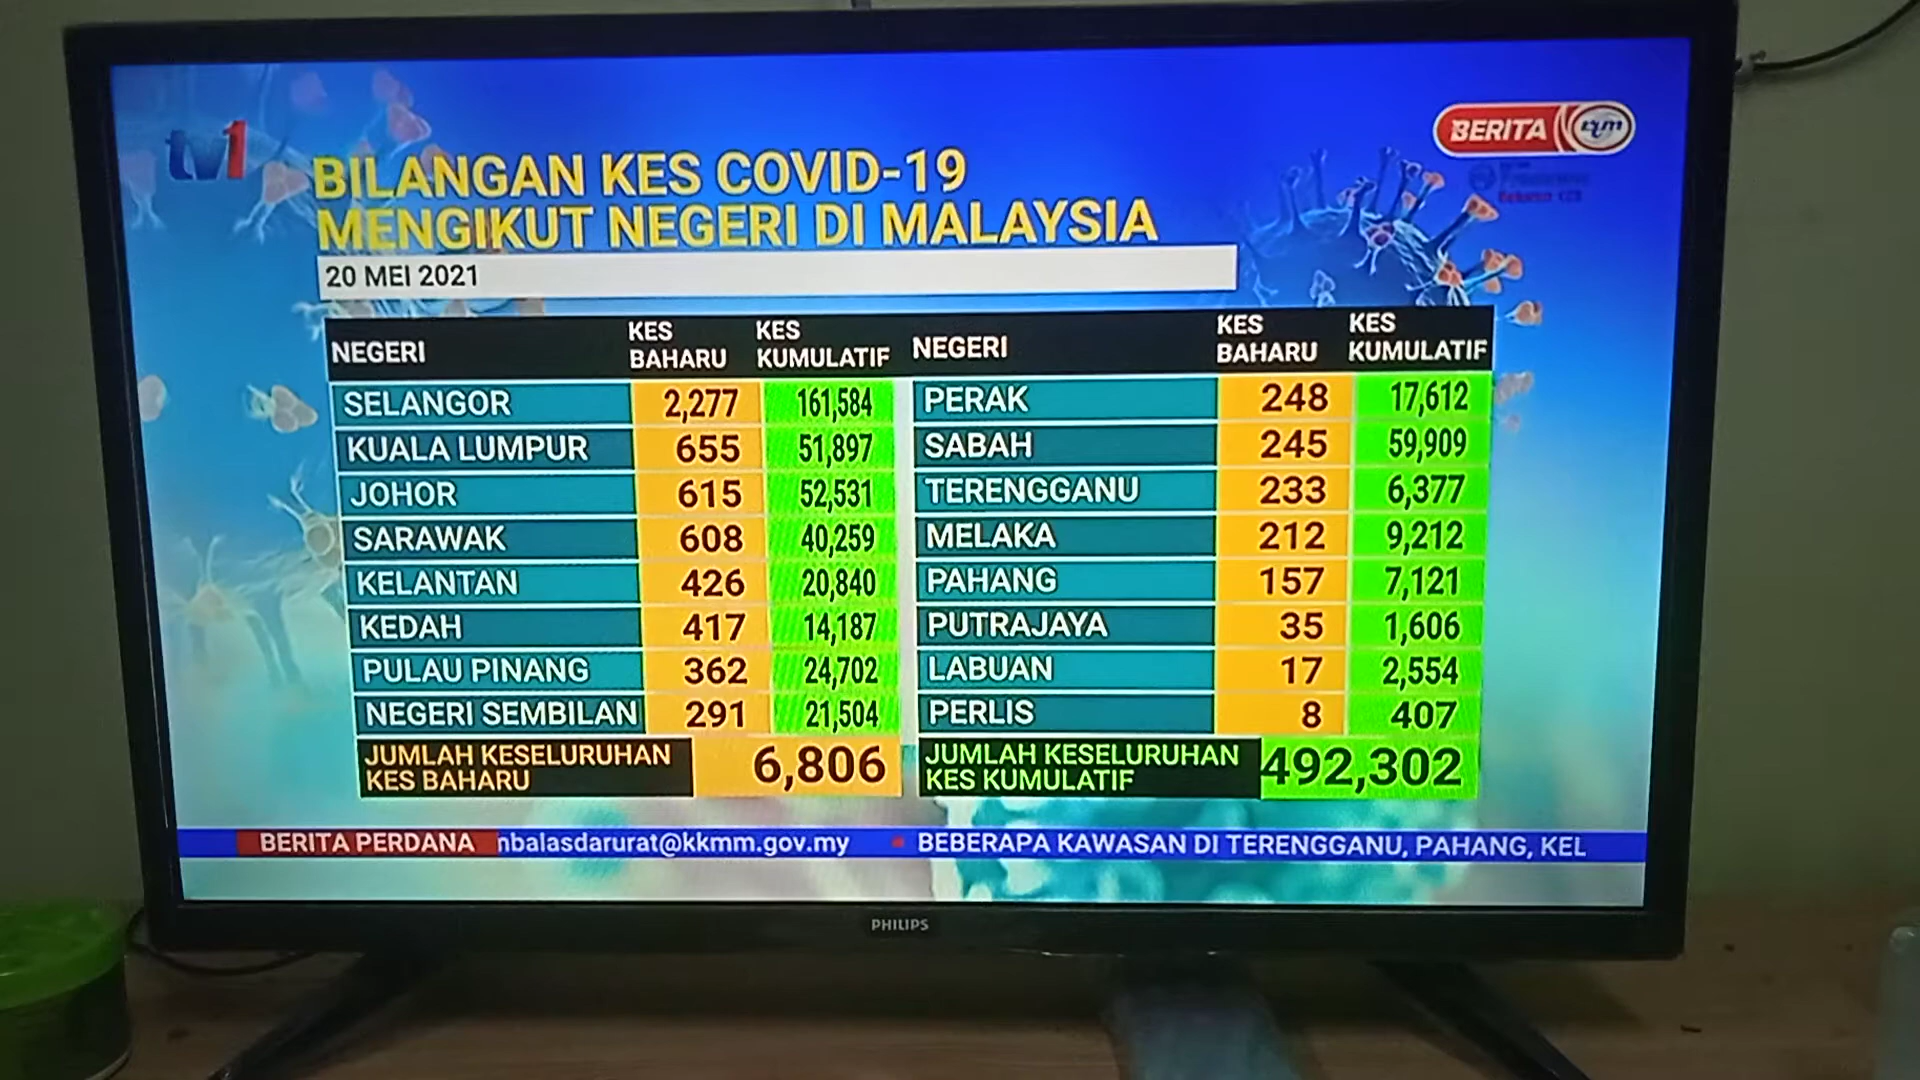 tv1
BERITA rtm
BILANGAN KES COVID-19
MENGIKUT NEGERI DI MALAYSIA
20 MEI 2021
NEGERI KES BAHARU KES KUMULATIF NEGERI KES BAHARU KES KUMULATIF
SELANGOR 2,277 161,584 PERAK 248 17,612
KUALA LUMPUR 655 51,897 SABAH 245 59,909
JOHOR 615 52,531 TERENGGANU 233 6,377
SARAWAK 608 40,259 MELAKA 212 9,212
KELANTAN 426 20,840 PAHANG 157 7,121
KEDAH 417 14,187 PUTRAJAYA 35 1,606
PULAU PINANG 362 24,702 LABUAN 17 2,554
NEGERI SEMBILAN 291 21,504 PERLIS 8 407
JUMLAH KESELURUHAN KES BAHARU 6,806 JUMLAH KESELURUHAN KES KUMULATIF 492,302
BERITA PERDANA mbalasdarurat@kkmm.gov.my BEBERAPA KAWASAN DI TERENGGANU, PAHANG, KEL
PHILIPS